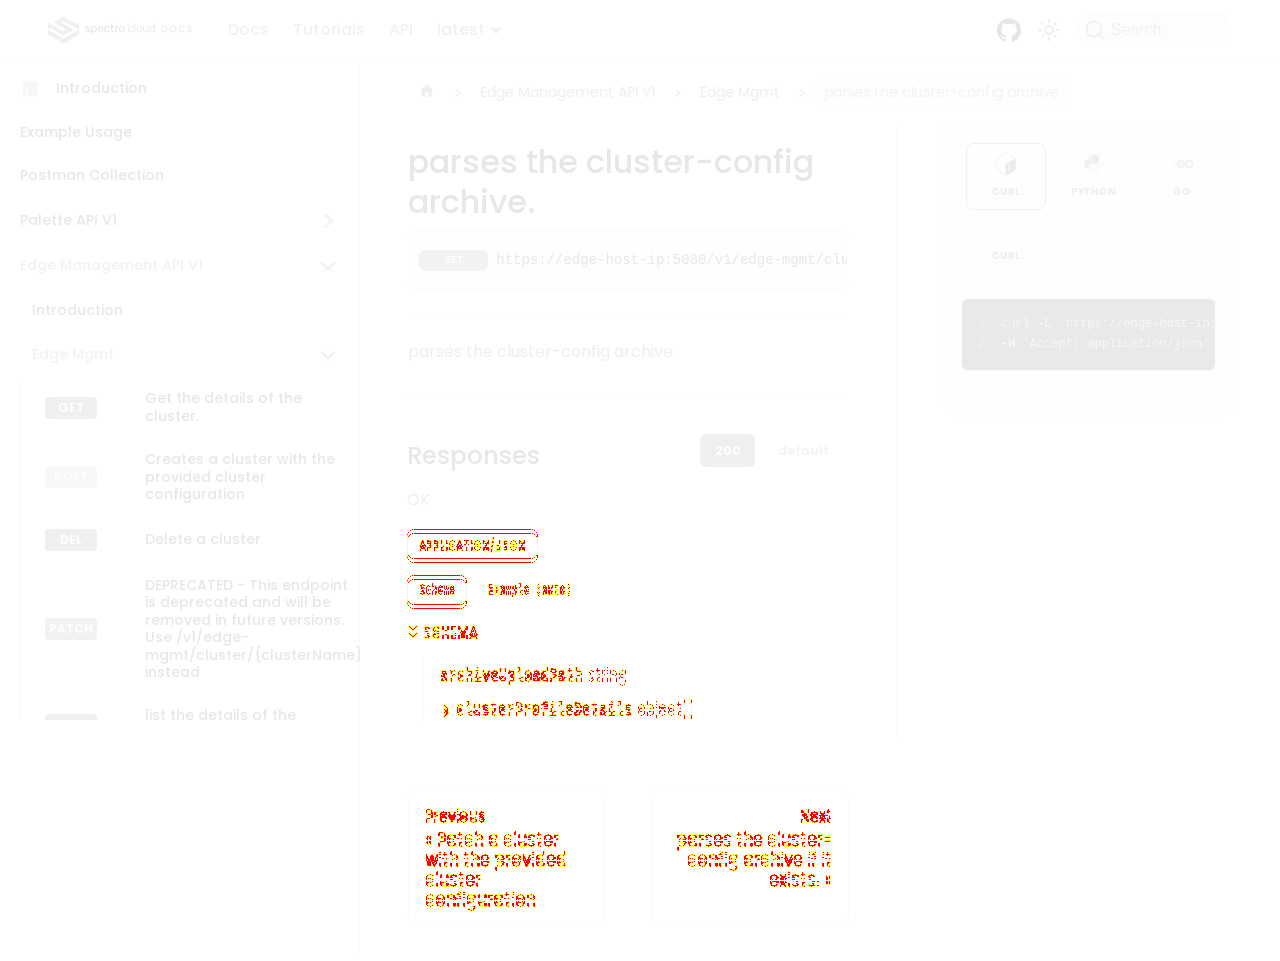 spectro cloud DOCS
Docs
Tutorials
API
latest
Search
Introduction
Example Usage
Postman Collection
Palette API V1
Edge Management API V1
Introduction
Edge Mgmt
GET
Get the details of the
cluster.
POST
Creates a cluster with the
provided cluster
configuration
DEL
Delete a cluster
PATCH
DEPRECATED - This endpoint
is deprecated and will be
removed in future versions.
Use /v1/edge-
mgmt/cluster/{clusterName}
instead
list the details of the
Edge Management API V1
Edge Mgmt
parses the cluster-config archive.
parses the cluster-config
archive.
GET
https://edge-host-ip:5080/v1/edge-mgmt/clu
parses the cluster-config archive.
Responses
200
default
OK
APPLICATION/JSON
Schema
Example (auto)
SCHEMA
archiveUploadPath string
clusterProfileDetails object[]
Previous
« Patch a cluster
with the provided
cluster
configuration
Next
parses the cluster-
config archive if it
exists. »
CURL
PYTHON
GO
CURL
1 curl -L 'https://edge-host-ip:
2 -H 'Accept: application/json'